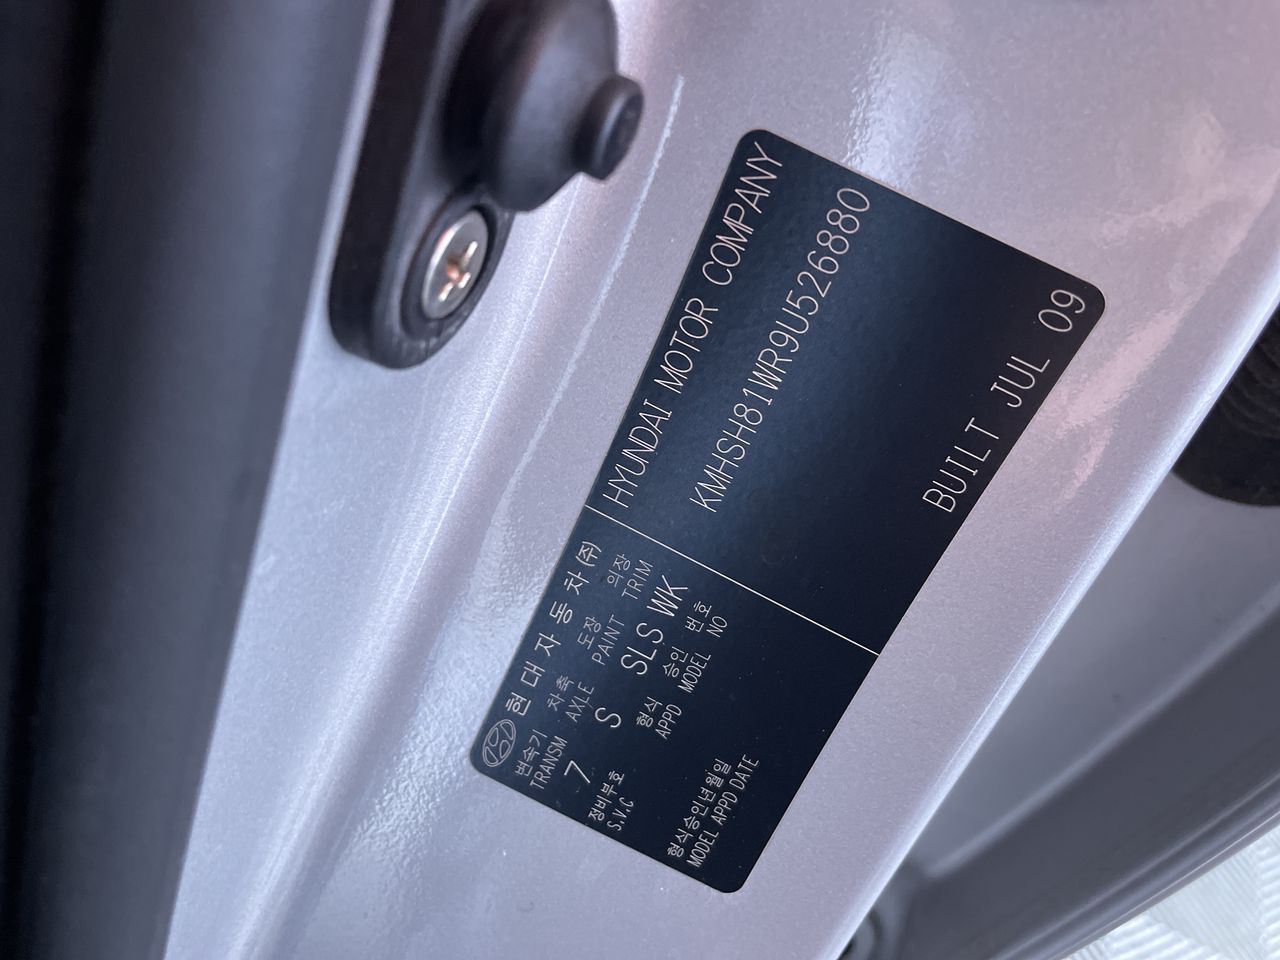 현대자동차(주)
HYUNDAI MOTOR COMPANY
변속기 차축 도장 의장
TRANSM AXLE PAINT TRIM
7 S SLS WK
KMHSH81WR9U526880
정비부호 형식 승인 번호
S.V.C APPD MODEL NO
형식승인년월일
MODEL APPD DATE
BUILT JUL 09